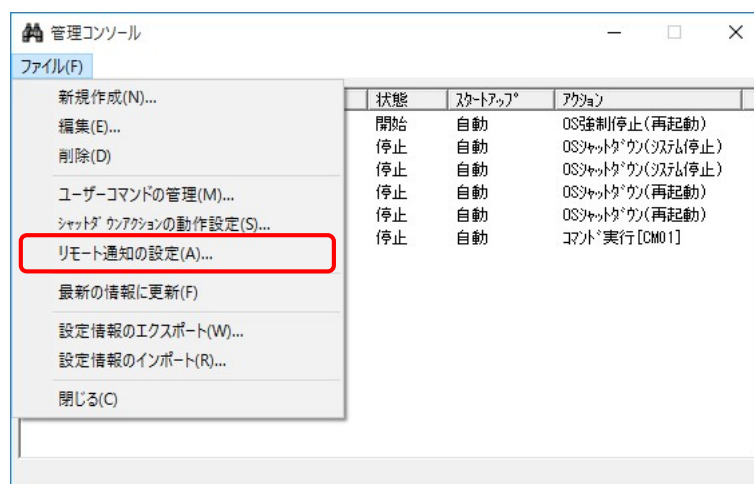 管理コンソール
ファイル(F)
新規作成(N)...
編集(E)...
削除(D)
ユーザーコマンドの管理(M)...
ｼｬｯﾄﾀﾞｳﾝｱｸｼｮﾝの動作設定(S)...
リモート通知の設定(A)...
最新の情報に更新(F)
設定情報のエクスポート(W)...
設定情報のインポート(R)...
閉じる(C)
状態 ｽﾀｰﾄｱｯﾌﾟ ｱｸｼｮﾝ
開始 自動 OS強制停止(再起動)
停止 自動 OSｼｬｯﾄﾀﾞｳﾝ(ｼｽﾃﾑ停止)
停止 自動 OSｼｬｯﾄﾀﾞｳﾝ(ｼｽﾃﾑ停止)
停止 自動 OSｼｬｯﾄﾀﾞｳﾝ(再起動)
停止 自動 OSｼｬｯﾄﾀﾞｳﾝ(再起動)
停止 自動 ｺﾏﾝﾄﾞ実行[CM01]